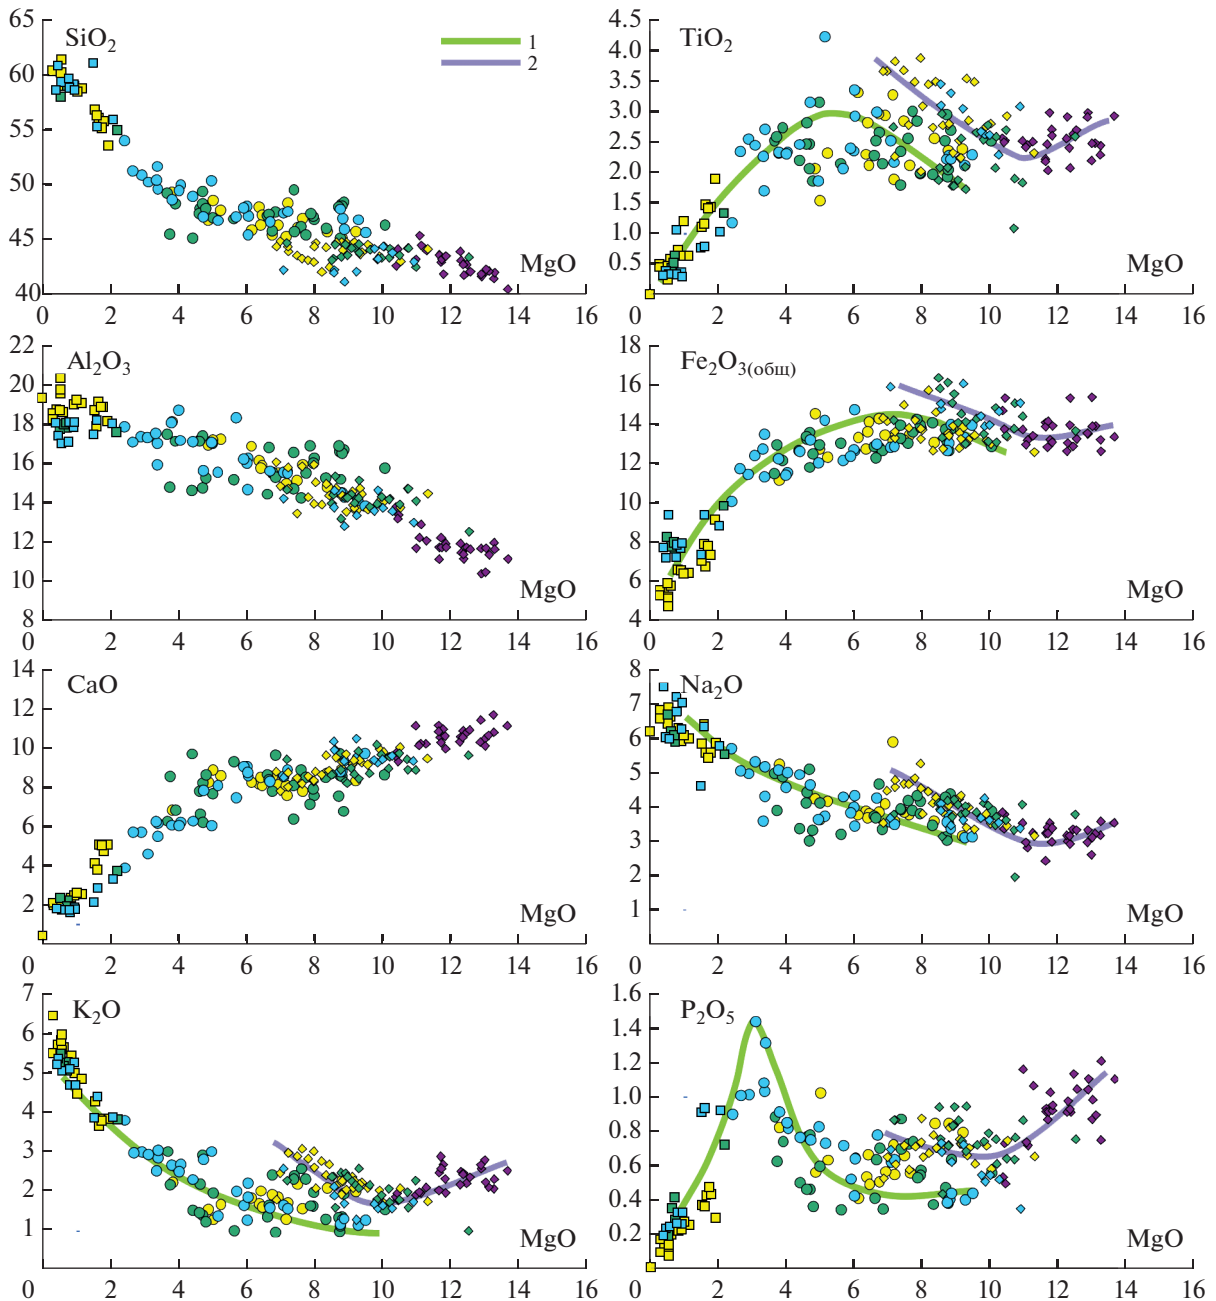 65
60
55
50
45
40
SiO2
1
2
MgO
0 2 4 6 8 10 12 14 16
4.5
4.0
3.5
3.0
2.5
2.0
1.5
1.0
0.5
TiO2
MgO
0 2 4 6 8 10 12 14 16
22
20
18
16
14
12
10
8
Al2O3
MgO
0 2 4 6 8 10 12 14 16
18
16
14
12
10
8
6
4
Fe2O3(общ)
MgO
0 2 4 6 8 10 12 14 16
14
12
10
8
6
4
2
CaO
MgO
0 2 4 6 8 10 12 14 16
8
7
6
5
4
3
2
1
Na2O
MgO
0 2 4 6 8 10 12 14 16
7
6
5
4
3
2
1
K2O
MgO
0 2 4 6 8 10 12 14 16
1.6
1.4
1.2
1.0
0.8
0.6
0.4
0.2
P2O5
MgO
0 2 4 6 8 10 12 14 16